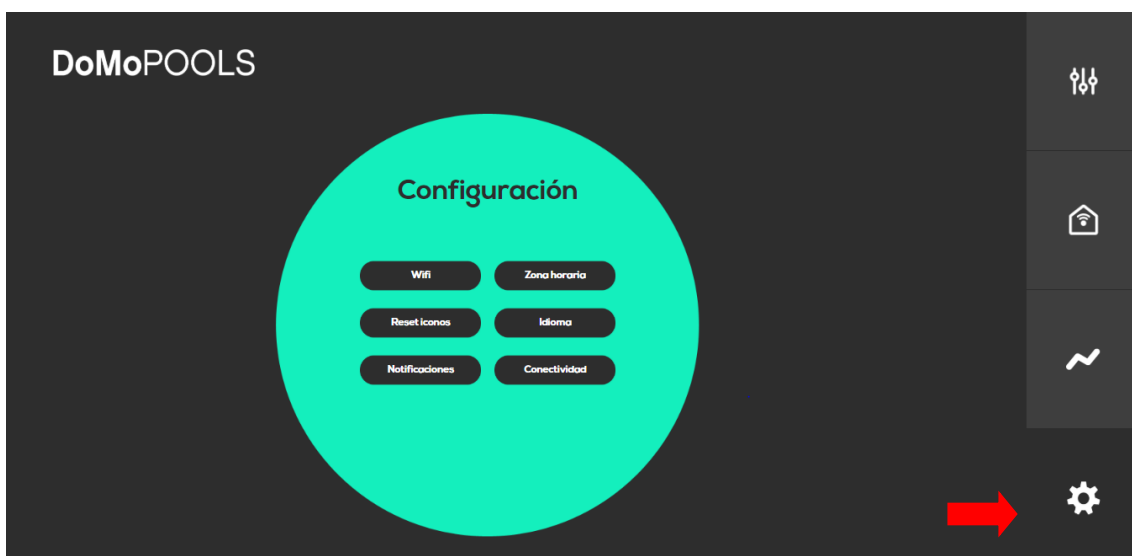 DoMoPOOLS
Configuración
Wifi
Zona horaria
Reset iconos
Idioma
Notificaciones
Conectividad